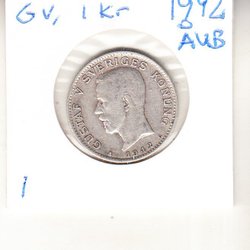 GV, 1 Kr 1942
AUB
GUSTAF V SVERIGES KONUNG
1942
1